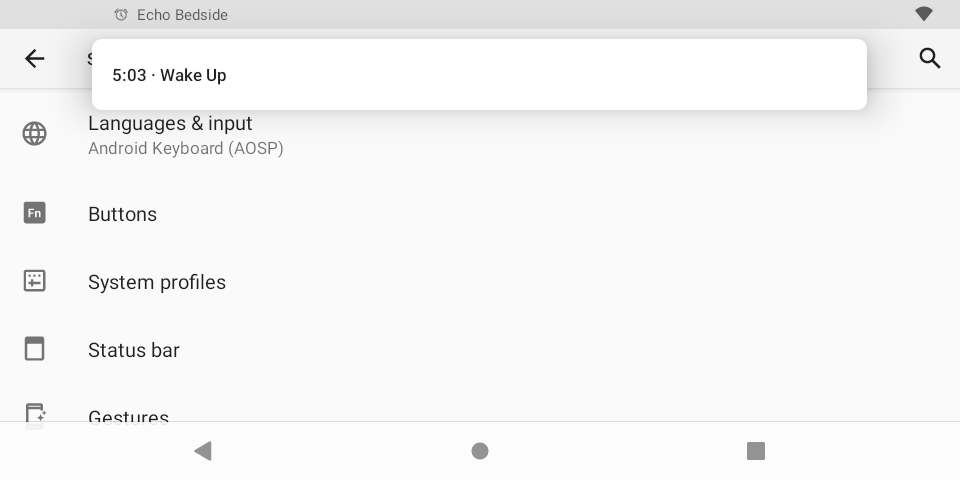 Echo Bedside
5:03 · Wake Up
Languages & input
Android Keyboard (AOSP)
Fn
Buttons
System profiles
Status bar
Gestures